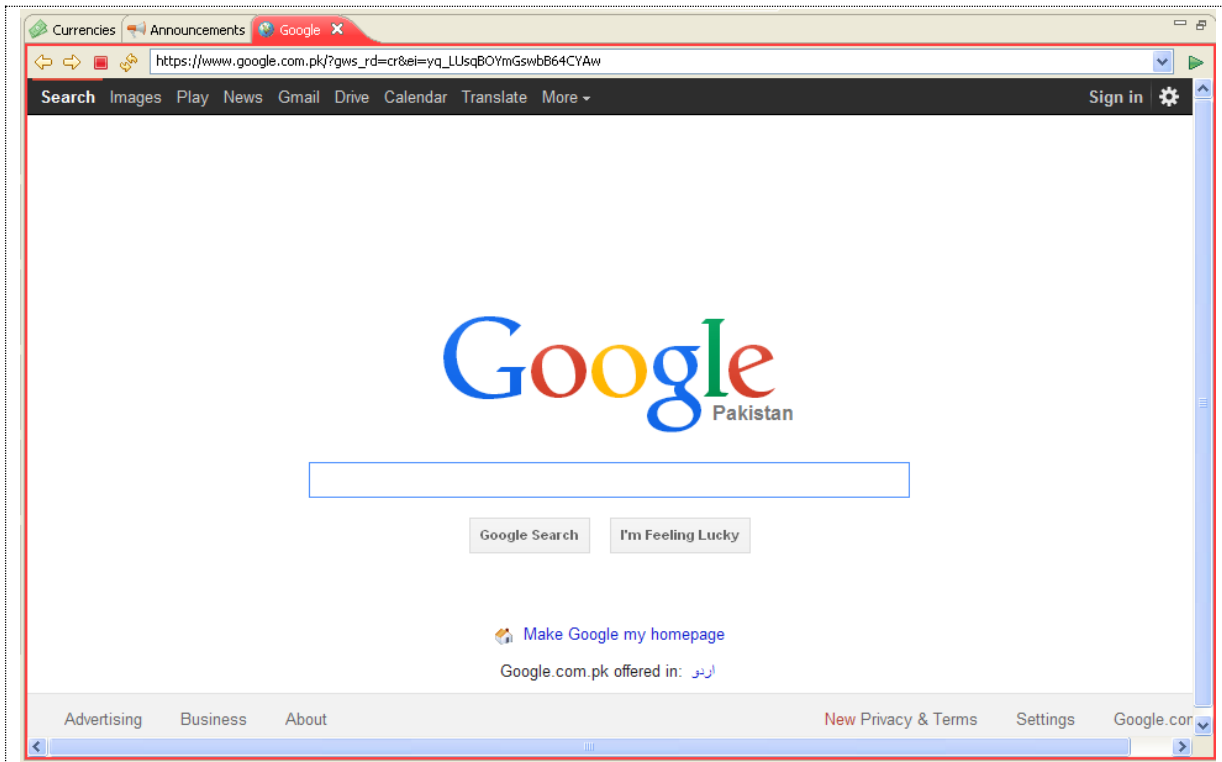 Currencies Announcements Google
https://www.google.com.pk/?gws_rd=cr&ei=yq_LUsqBOYmGswbB64CYAw
Search Images Play News Gmail Drive Calendar Translate More Sign in
Google
Pakistan
Google Search I'm Feeling Lucky
Make Google my homepage
Google.com.pk offered in: اردو
Advertising Business About New Privacy & Terms Settings Google.com